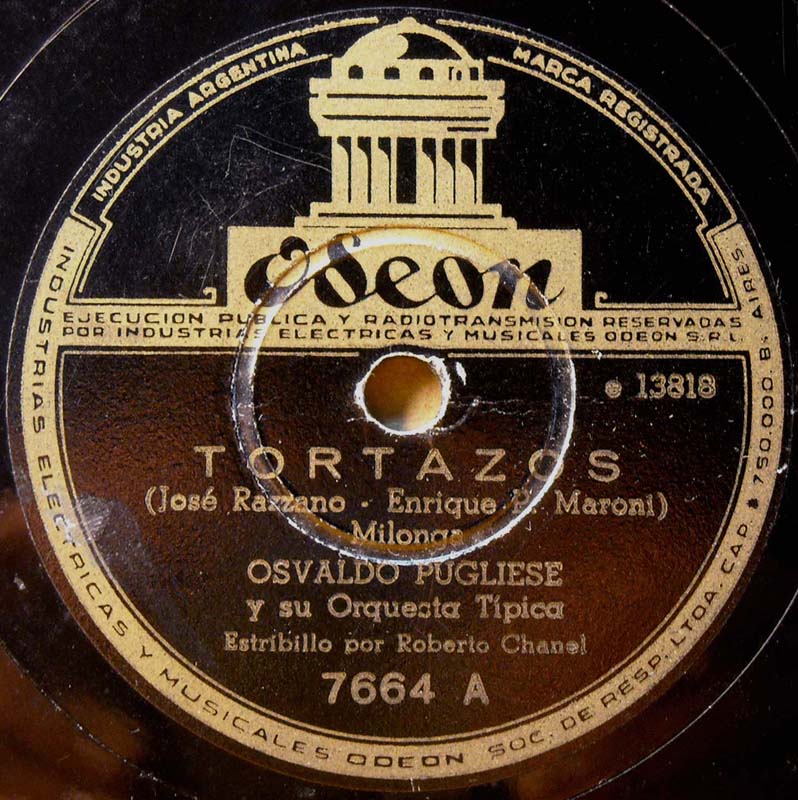 INDUSTRIA ARGENTINA
MARCA REGISTRADA
Odeon
EJECUCION PUBLICA Y RADIOTRANSMISION RESERVADAS
POR INDUSTRIAS ELECTRICAS Y MUSICALES ODEON S.R.L.
e 13818
TORTAZOS
(José Razzano - Enrique P. Maroni)
Milonga
OSVALDO PUGLIESE
y su Orquesta Típica
Estribillo por Roberto Chanel
7664 A
INDUSTRIAS ELECTRICAS Y MUSICALES ODEON SOC. DE RESP. LTDA. CAP. $ 750.000 Bs. AIRES